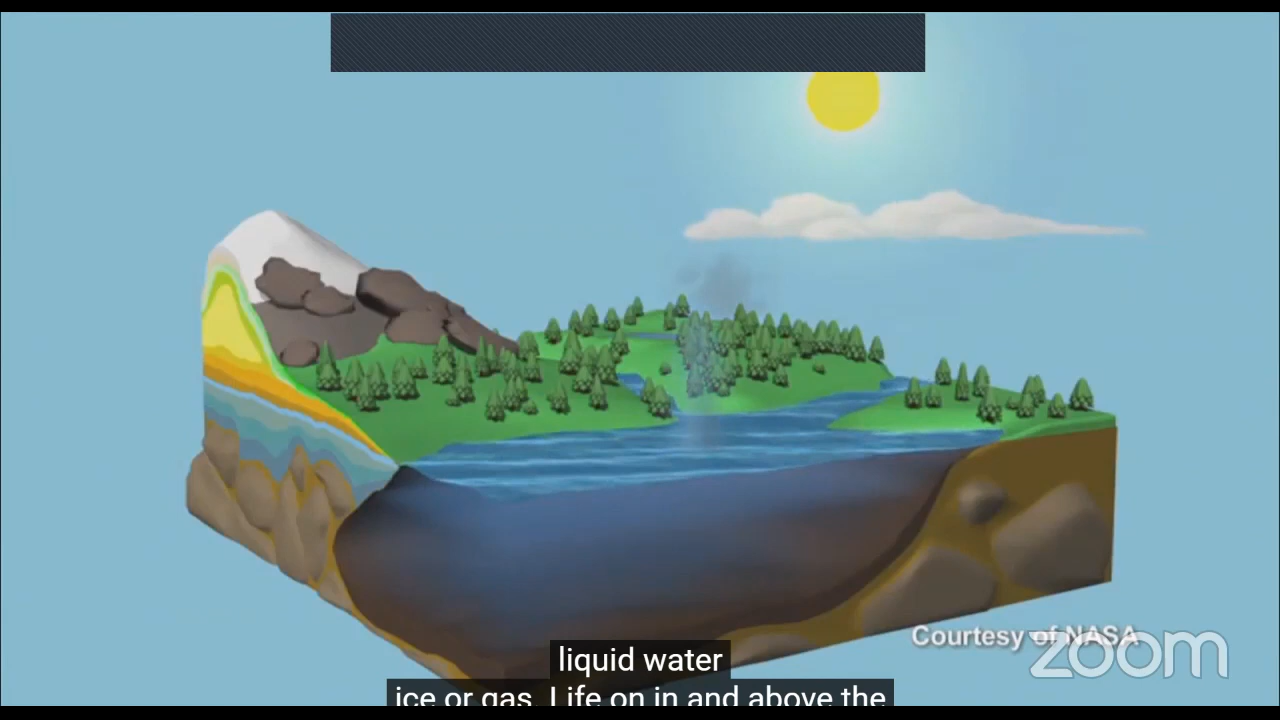 Courtesy of NASA
zoom
liquid water
ice or gas. Life on in and above the